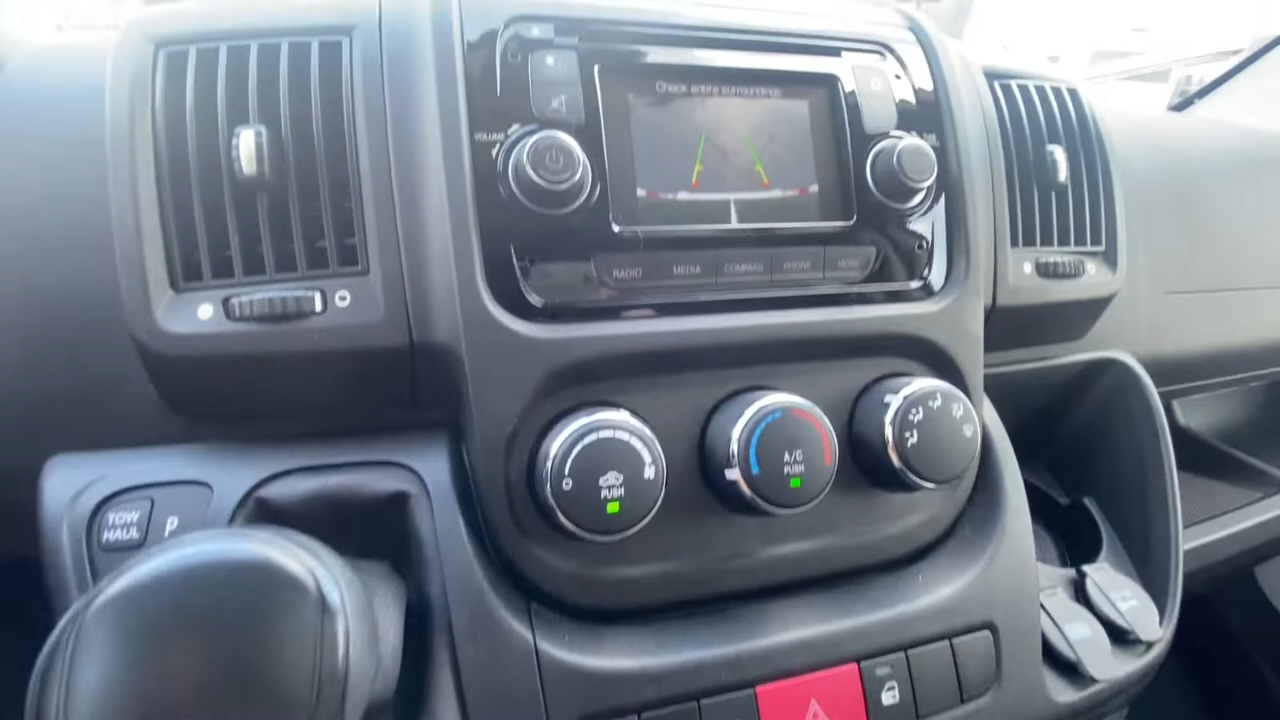 Check entire surroundings
VOLUME
RADIO
MEDIA
COMPASS
PHONE
MORE
PUSH
A/C
PUSH
TOW
HAUL
P